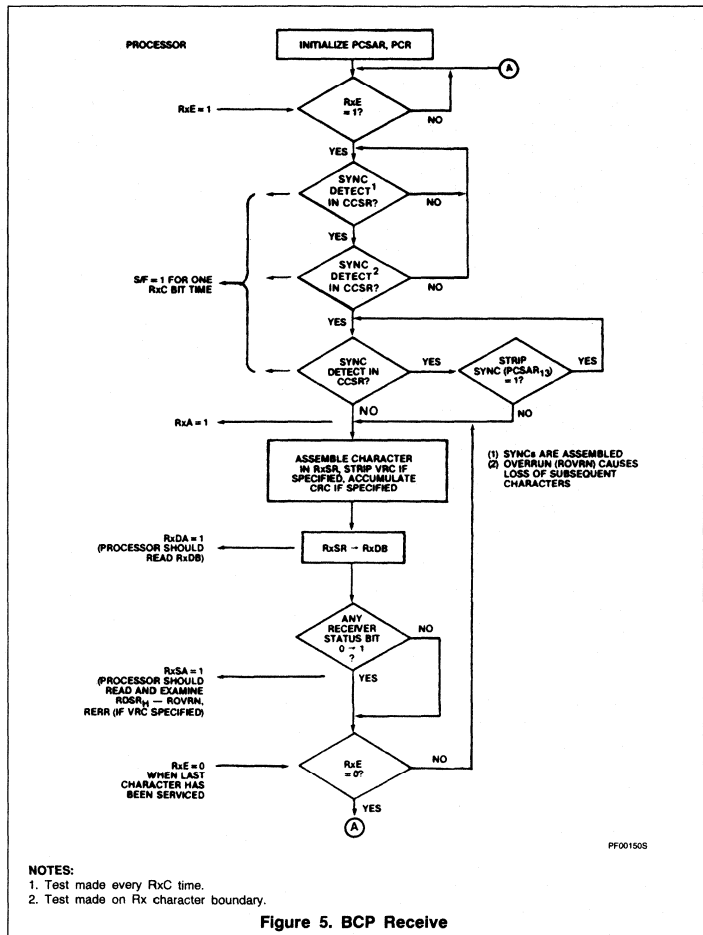 PROCESSOR
INITIALIZE PCSAR, PCR
A
RxE = 1
RxE
= 1?
NO
YES
SYNC
DETECT1
IN CCSR?
NO
YES
S/F = 1 FOR ONE
RxC BIT TIME
SYNC
DETECT2
IN CCSR?
NO
YES
SYNC
DETECT IN
CCSR?
YES
STRIP
SYNC (PCSAR13)
= 1?
YES
NO
NO
RxA = 1
ASSEMBLE CHARACTER
IN RxSR, STRIP VRC IF
SPECIFIED, ACCUMULATE
CRC IF SPECIFIED
(1) SYNCs ARE ASSEMBLED
(2) OVERRUN (ROVRN) CAUSES
LOSS OF SUBSEQUENT
CHARACTERS
RxDA = 1
(PROCESSOR SHOULD
READ RxDB)
RxSR → RxDB
ANY
RECEIVER
STATUS BIT
0 → 1
?
NO
YES
RxSA = 1
(PROCESSOR SHOULD
READ AND EXAMINE
RDSRH — ROVRN,
RERR (IF VRC SPECIFIED)
RxE = 0
WHEN LAST
CHARACTER HAS
BEEN SERVICED
RxE
= 0?
NO
YES
A
PF00150S
NOTES:
1. Test made every RxC time.
2. Test made on Rx character boundary.
Figure 5. BCP Receive